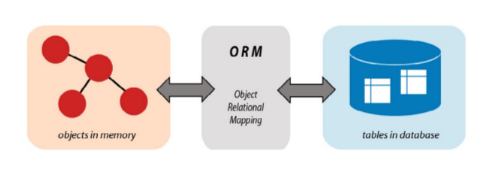 ORM
Object
Relational
Mapping
objects in memory
tables in database